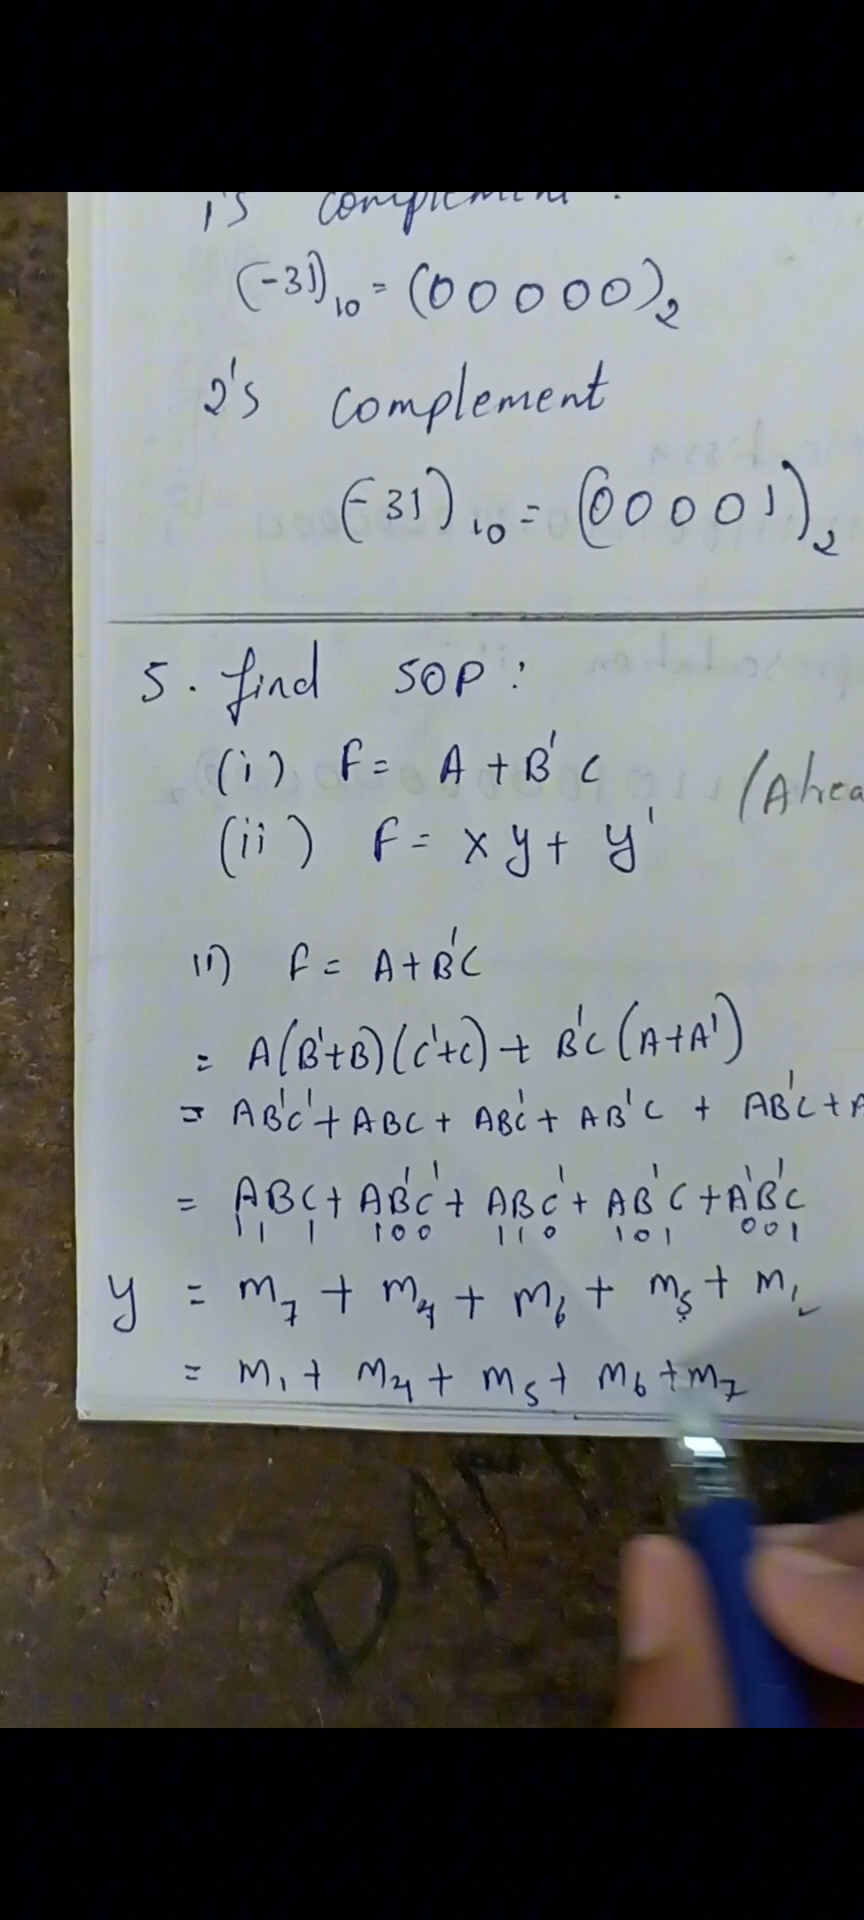 1's complement.
(-31)₁₀ = (00000)₂
2's complement
(-31)₁₀ = (00001)₂
5. find SOP:
(i) F = A + B'C
(ii) F = xy + y'
F = A + B'C
= A(B'+B)(C'+C) + B'C(A+A')
= AB'C' + ABC + ABC' + AB'C + AB'C +
= ABC + AB'C' + ABC' + AB'C + A'B'C
111 100 110 101 001
y = m₇ + m₄ + m₆ + m₅ + m₁
= m₁ + m₄ + m₅ + m₆ + m₇